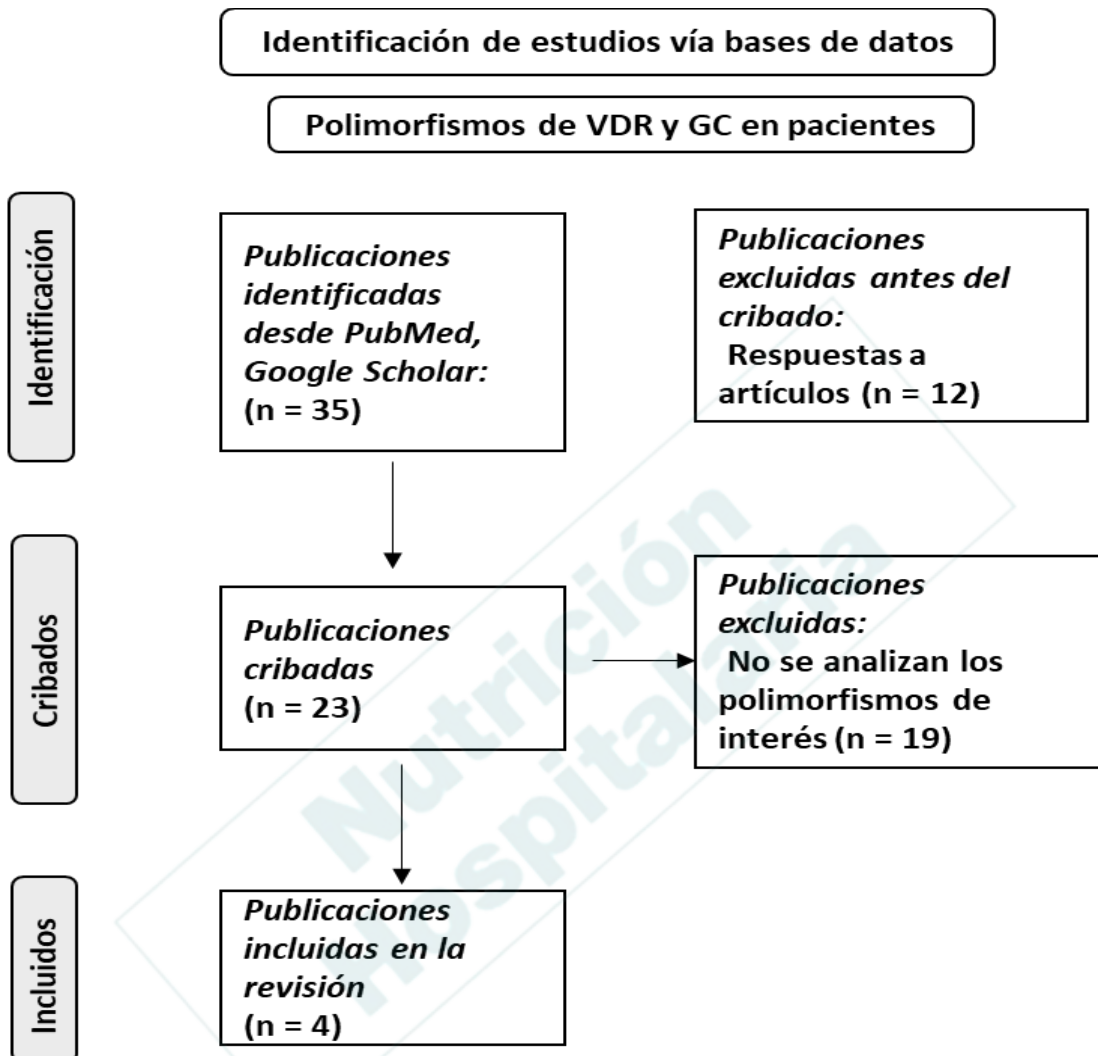 Identificación de estudios vía bases de datos
Polimorfismos de VDR y GC en pacientes
Identificación
Publicaciones
identificadas
desde PubMed,
Google Scholar:
(n = 35)
Publicaciones
excluidas antes del
cribado:
Respuestas a
artículos (n = 12)
Cribados
Publicaciones
cribadas
(n = 23)
Publicaciones
excluidas:
No se analizan los
polimorfismos de
interés (n = 19)
Incluidos
Publicaciones
incluidas en la
revisión
(n = 4)
Nutrición
Hospitalaria